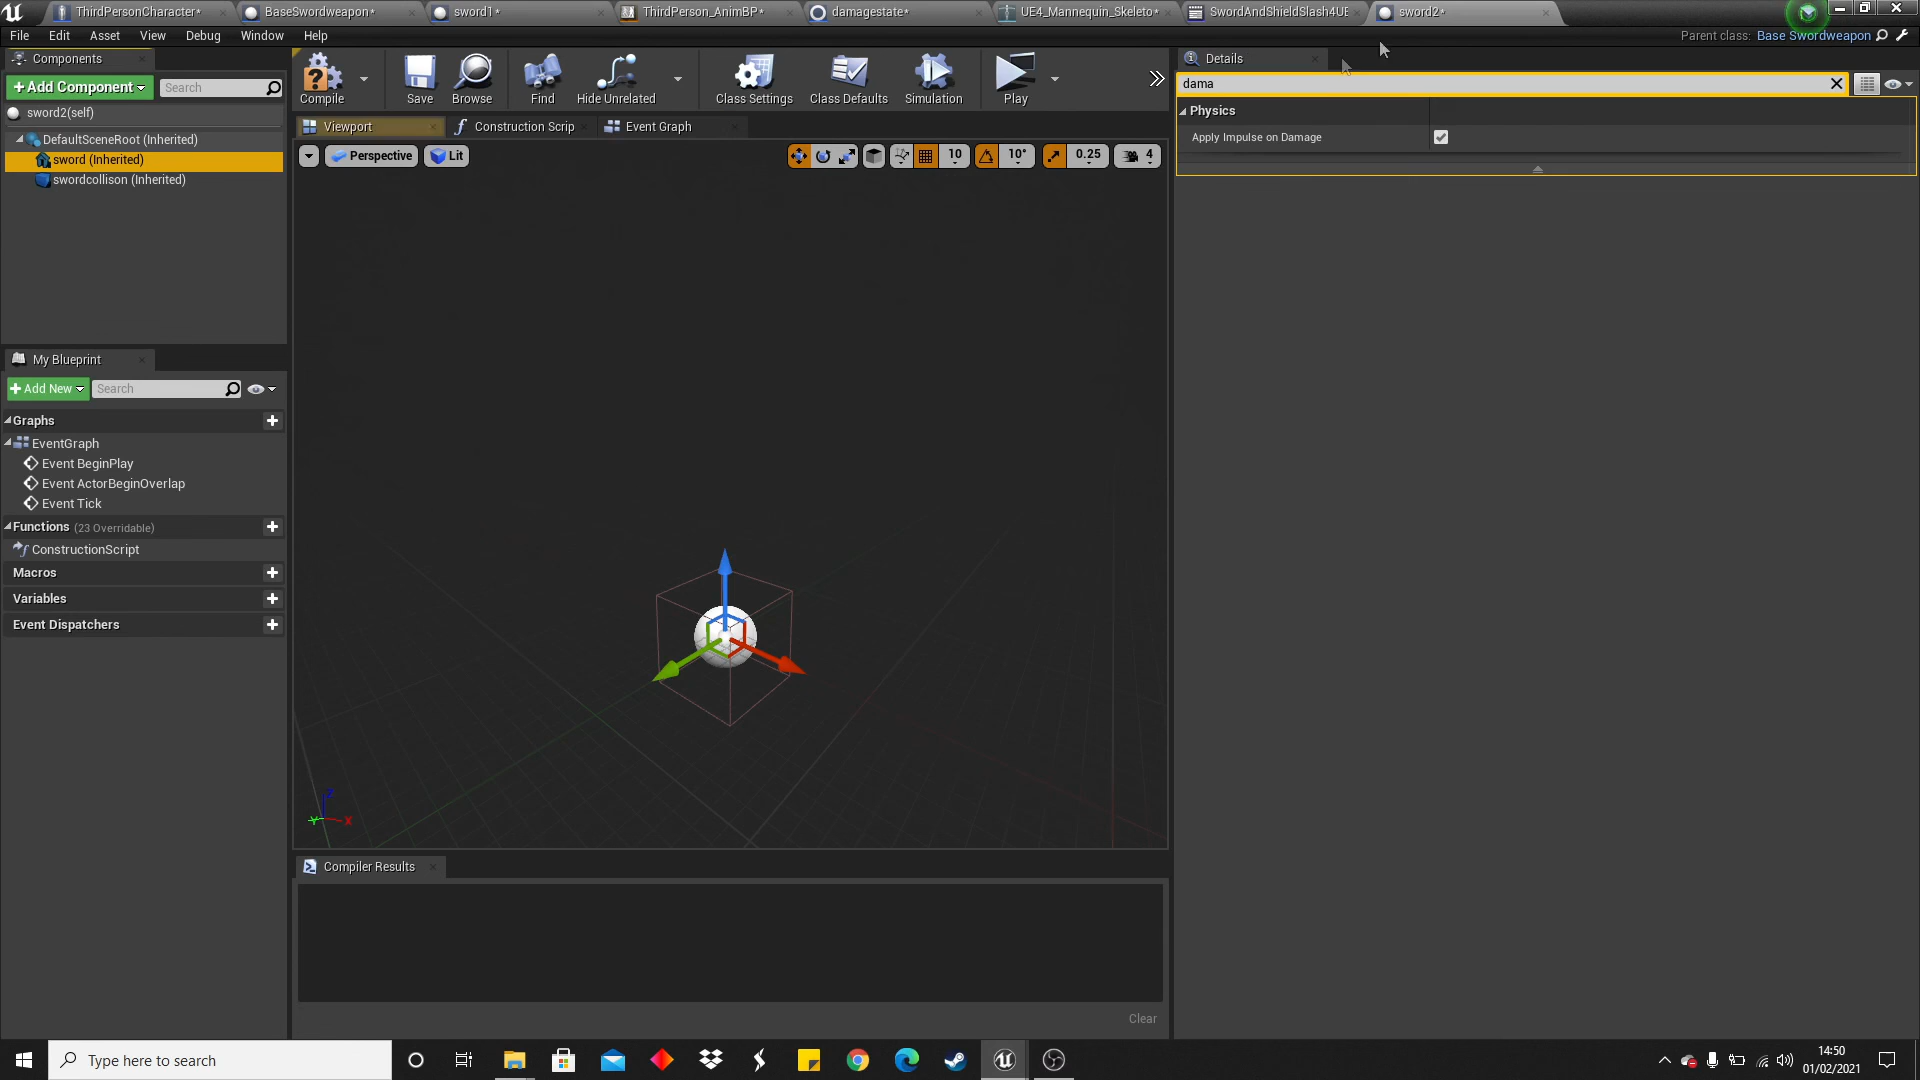 ThirdPersonCharacter*
BaseSwordweapon*
sword1*
ThirdPerson_AnimBP*
damagestate*
UE4_Mannequin_Skeleto*
SwordAndShieldSlash4UE
sword2*
File Edit Asset View Debug Window Help
Parent class: Base Swordweapon
Components
+Add Component
Search
sword2(self)
DefaultSceneRoot (Inherited)
sword (Inherited)
swordcollison (Inherited)
My Blueprint
+Add New
Search
Graphs
EventGraph
Event BeginPlay
Event ActorBeginOverlap
Event Tick
Functions (23 Overridable)
ConstructionScript
Macros
Variables
Event Dispatchers
Compile
Save
Browse
Find
Hide Unrelated
Class Settings
Class Defaults
Simulation
Play
Viewport
Construction Scrip
Event Graph
Perspective
Lit
10
10°
0.25
4
Z
Y
X
Compiler Results
Clear
Details
dama
Physics
Apply Impulse on Damage
Type here to search
14:50
01/02/2021